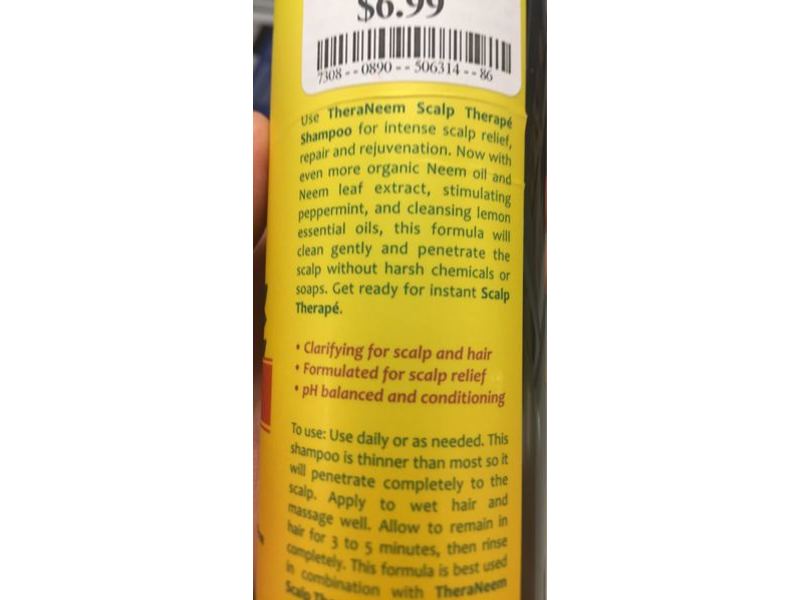 $6.99
7308--0890--506314--86
Use TheraNeem Scalp Therapé
Shampoo for intense scalp relief,
repair and rejuvenation. Now with
even more organic Neem oil and
Neem leaf extract, stimulating
peppermint, and cleansing lemon
essential oils, this formula will
clean gently and penetrate the
scalp without harsh chemicals or
soaps. Get ready for instant Scalp
Therapé.
• Clarifying for scalp and hair
• Formulated for scalp relief
• pH balanced and conditioning
To use: Use daily or as needed. This
shampoo is thinner than most so it
will penetrate completely to the
scalp. Apply to wet hair and
massage well. Allow to remain in
hair for 3 to 5 minutes, then rinse
completely. This formula is best used
in combination with TheraNeem
Scalp